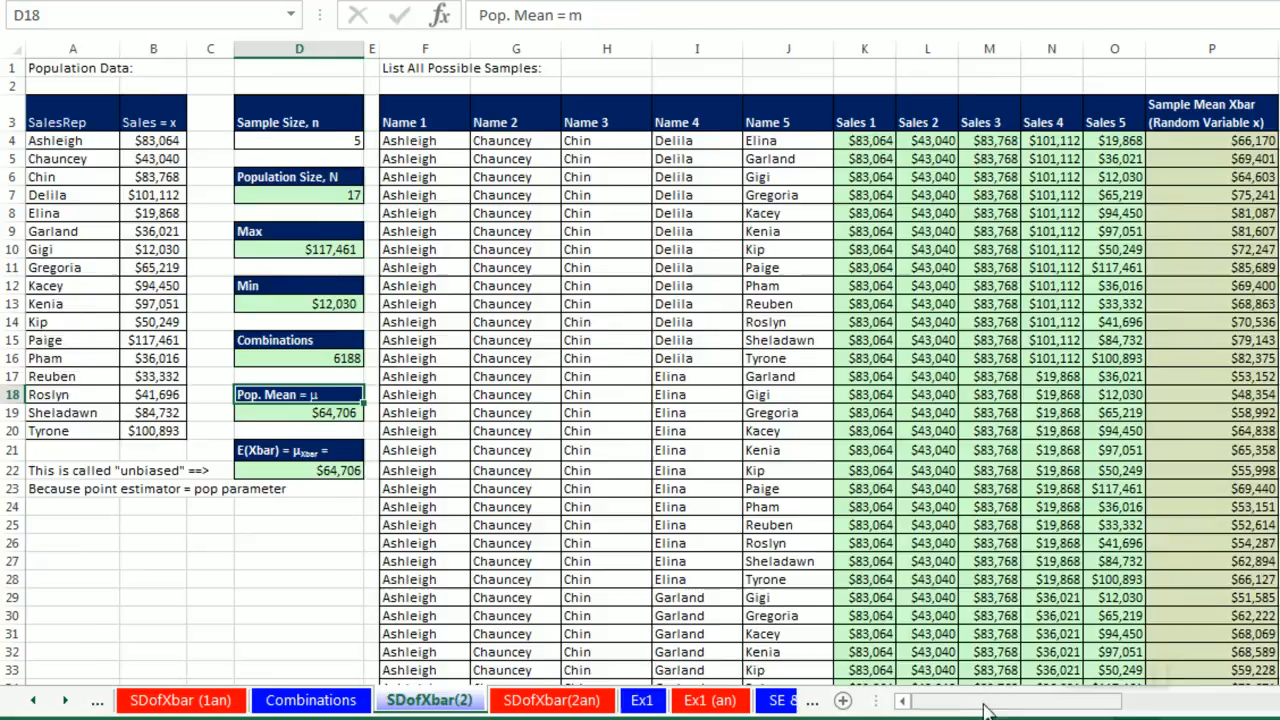 D18 fx Pop. Mean = m
A B C D E F G H I J K L M N O P
1 Population Data: List All Possible Samples:
2
3 SalesRep Sales = x Sample Size, n Name 1 Name 2 Name 3 Name 4 Name 5 Sales 1 Sales 2 Sales 3 Sales 4 Sales 5 Sample Mean Xbar (Random Variable x)
4 Ashleigh $83,064 5 Ashleigh Chauncey Chin Delila Elina $83,064 $43,040 $83,768 $101,112 $19,868 $66,170
5 Chauncey $43,040 Ashleigh Chauncey Chin Delila Garland $83,064 $43,040 $83,768 $101,112 $36,021 $69,401
6 Chin $83,768 Population Size, N Ashleigh Chauncey Chin Delila Gigi $83,064 $43,040 $83,768 $101,112 $12,030 $64,603
7 Delila $101,112 17 Ashleigh Chauncey Chin Delila Gregoria $83,064 $43,040 $83,768 $101,112 $65,219 $75,241
8 Elina $19,868 Ashleigh Chauncey Chin Delila Kacey $83,064 $43,040 $83,768 $101,112 $94,450 $81,087
9 Garland $36,021 Max Ashleigh Chauncey Chin Delila Kenia $83,064 $43,040 $83,768 $101,112 $97,051 $81,607
10 Gigi $12,030 $117,461 Ashleigh Chauncey Chin Delila Kip $83,064 $43,040 $83,768 $101,112 $50,249 $72,247
11 Gregoria $65,219 Ashleigh Chauncey Chin Delila Paige $83,064 $43,040 $83,768 $101,112 $117,461 $85,689
12 Kacey $94,450 Min Ashleigh Chauncey Chin Delila Pham $83,064 $43,040 $83,768 $101,112 $36,016 $69,400
13 Kenia $97,051 $12,030 Ashleigh Chauncey Chin Delila Reuben $83,064 $43,040 $83,768 $101,112 $33,332 $68,863
14 Kip $50,249 Ashleigh Chauncey Chin Delila Roslyn $83,064 $43,040 $83,768 $101,112 $41,696 $70,536
15 Paige $117,461 Combinations Ashleigh Chauncey Chin Delila Sheladawn $83,064 $43,040 $83,768 $101,112 $84,732 $79,143
16 Pham $36,016 6188 Ashleigh Chauncey Chin Delila Tyrone $83,064 $43,040 $83,768 $101,112 $100,893 $82,375
17 Reuben $33,332 Ashleigh Chauncey Chin Elina Garland $83,064 $43,040 $83,768 $19,868 $36,021 $53,152
18 Roslyn $41,696 Pop. Mean = µ Ashleigh Chauncey Chin Elina Gigi $83,064 $43,040 $83,768 $19,868 $12,030 $48,354
19 Sheladawn $84,732 $64,706 Ashleigh Chauncey Chin Elina Gregoria $83,064 $43,040 $83,768 $19,868 $65,219 $58,992
20 Tyrone $100,893 Ashleigh Chauncey Chin Elina Kacey $83,064 $43,040 $83,768 $19,868 $94,450 $64,838
21 E(Xbar) = µXbar = Ashleigh Chauncey Chin Elina Kenia $83,064 $43,040 $83,768 $19,868 $97,051 $65,358
22 This is called "unbiased" ==> $64,706 Ashleigh Chauncey Chin Elina Kip $83,064 $43,040 $83,768 $19,868 $50,249 $55,998
23 Because point estimator = pop parameter Ashleigh Chauncey Chin Elina Paige $83,064 $43,040 $83,768 $19,868 $117,461 $69,440
24 Ashleigh Chauncey Chin Elina Pham $83,064 $43,040 $83,768 $19,868 $36,016 $53,151
25 Ashleigh Chauncey Chin Elina Reuben $83,064 $43,040 $83,768 $19,868 $33,332 $52,614
26 Ashleigh Chauncey Chin Elina Roslyn $83,064 $43,040 $83,768 $19,868 $41,696 $54,287
27 Ashleigh Chauncey Chin Elina Sheladawn $83,064 $43,040 $83,768 $19,868 $84,732 $62,894
28 Ashleigh Chauncey Chin Elina Tyrone $83,064 $43,040 $83,768 $19,868 $100,893 $66,127
29 Ashleigh Chauncey Chin Garland Gigi $83,064 $43,040 $83,768 $36,021 $12,030 $51,585
30 Ashleigh Chauncey Chin Garland Gregoria $83,064 $43,040 $83,768 $36,021 $65,219 $62,222
31 Ashleigh Chauncey Chin Garland Kacey $83,064 $43,040 $83,768 $36,021 $94,450 $68,069
32 Ashleigh Chauncey Chin Garland Kenia $83,064 $43,040 $83,768 $36,021 $97,051 $68,589
33 Ashleigh Chauncey Chin Garland Kip $83,064 $43,040 $83,768 $36,021 $50,249 $59,228
... SDofXbar (1an) Combinations SDofXbar(2) SDofXbar(2an) Ex1 Ex1 (an) SE & ...